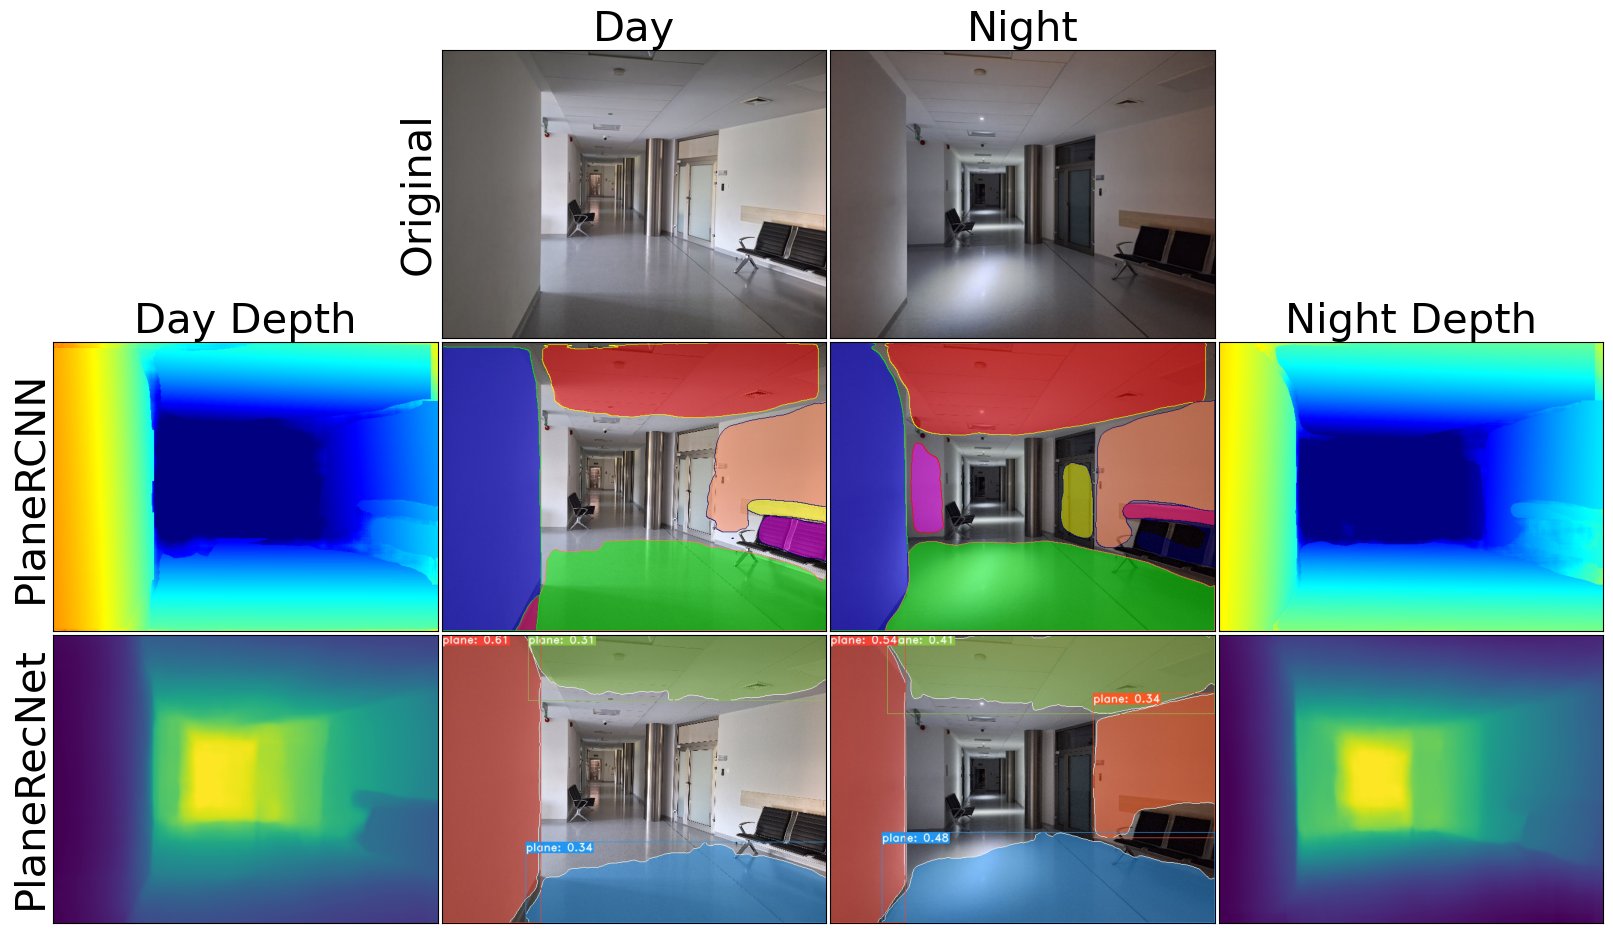 Day
Night
Original
Day Depth
Night Depth
PlaneRCNN
PlaneRecNet
plane: 0.61
plane: 0.31
plane: 0.34
plane: 0.54
ane: 0.41
plane: 0.34
plane: 0.48